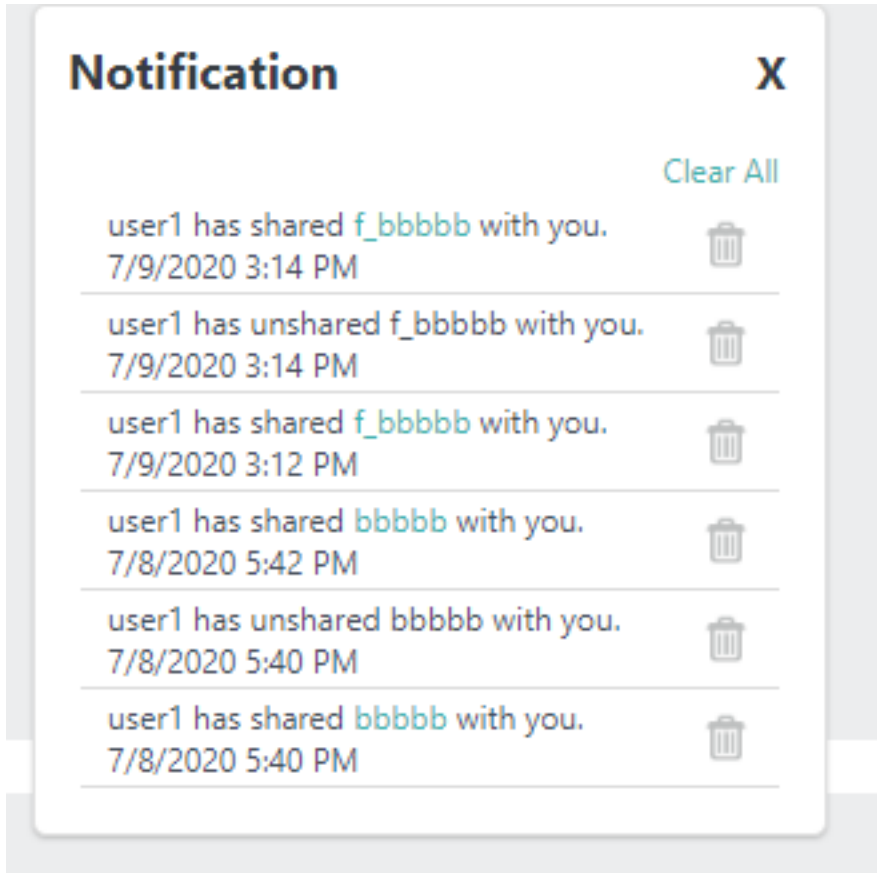 Notification X
Clear All
user1 has shared f_bbbbb with you.
7/9/2020 3:14 PM
user1 has unshared f_bbbbb with you.
7/9/2020 3:14 PM
user1 has shared f_bbbbb with you.
7/9/2020 3:12 PM
user1 has shared bbbbb with you.
7/8/2020 5:42 PM
user1 has unshared bbbbb with you.
7/8/2020 5:40 PM
user1 has shared bbbbb with you.
7/8/2020 5:40 PM